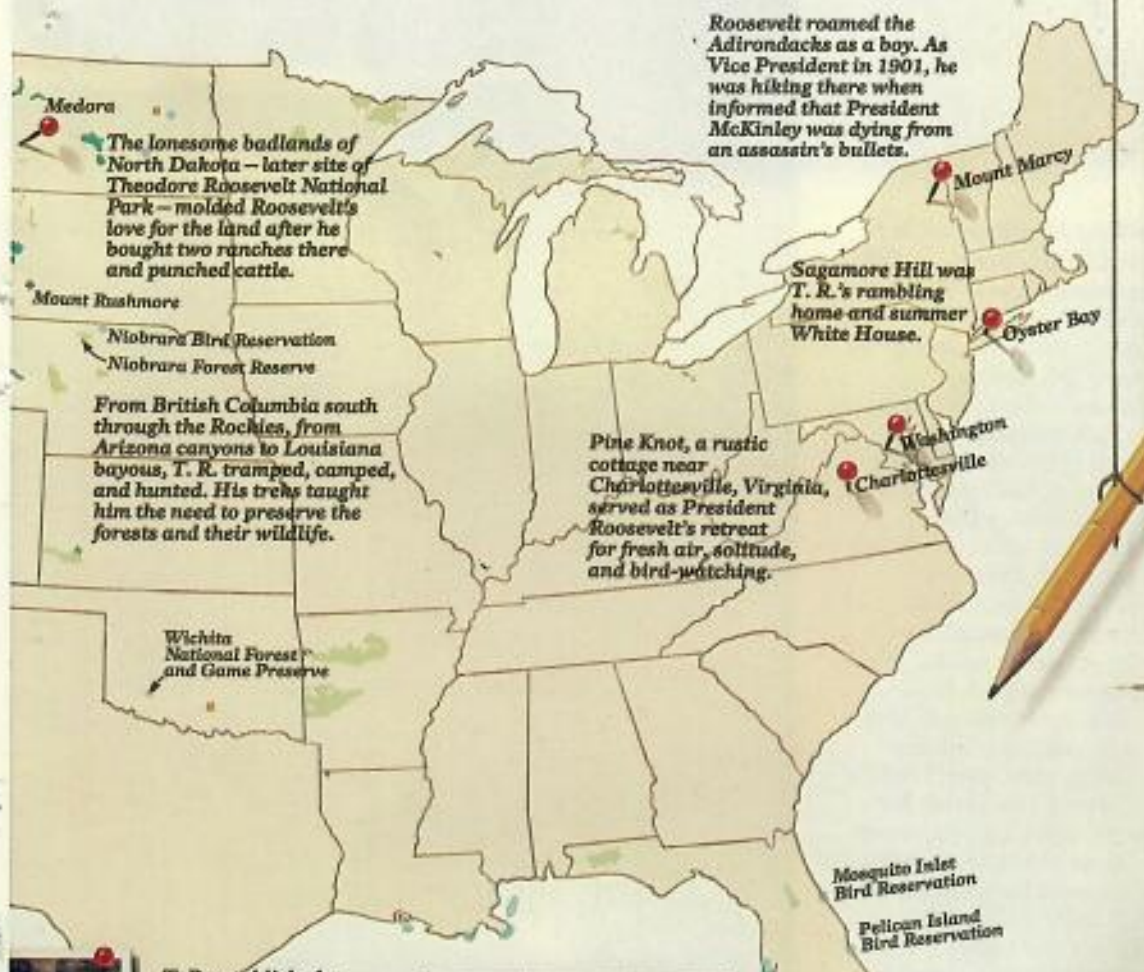 Roosevelt roamed the
Adirondacks as a boy. As
Vice President in 1901, he
was hiking there when
informed that President
McKinley was dying from
an assassin's bullets.
Medora
The lonesome badlands of
North Dakota—later site of
Theodore Roosevelt National
Park—molded Roosevelt's
love for the land after he
bought two ranches there
and punched cattle.
Mount Marcy
Mount Rushmore
Sagamore Hill was
T. R.'s rambling
home and summer
White House.
Oyster Bay
Niobrara Bird Reservation
Niobrara Forest Reserve
From British Columbia south
through the Rockies, from
Arizona canyons to Louisiana
bayous, T. R. tramped, camped,
and hunted. His treks taught
him the need to preserve the
forests and their wildlife.
Washington
Charlottesville
Pine Knot, a rustic
cottage near
Charlottesville, Virginia,
served as President
Roosevelt's retreat
for fresh air, solitude,
and bird-watching.
Wichita
National Forest
and Game Preserve
Mosquito Inlet
Bird Reservation
Pelican Island
Bird Reservation